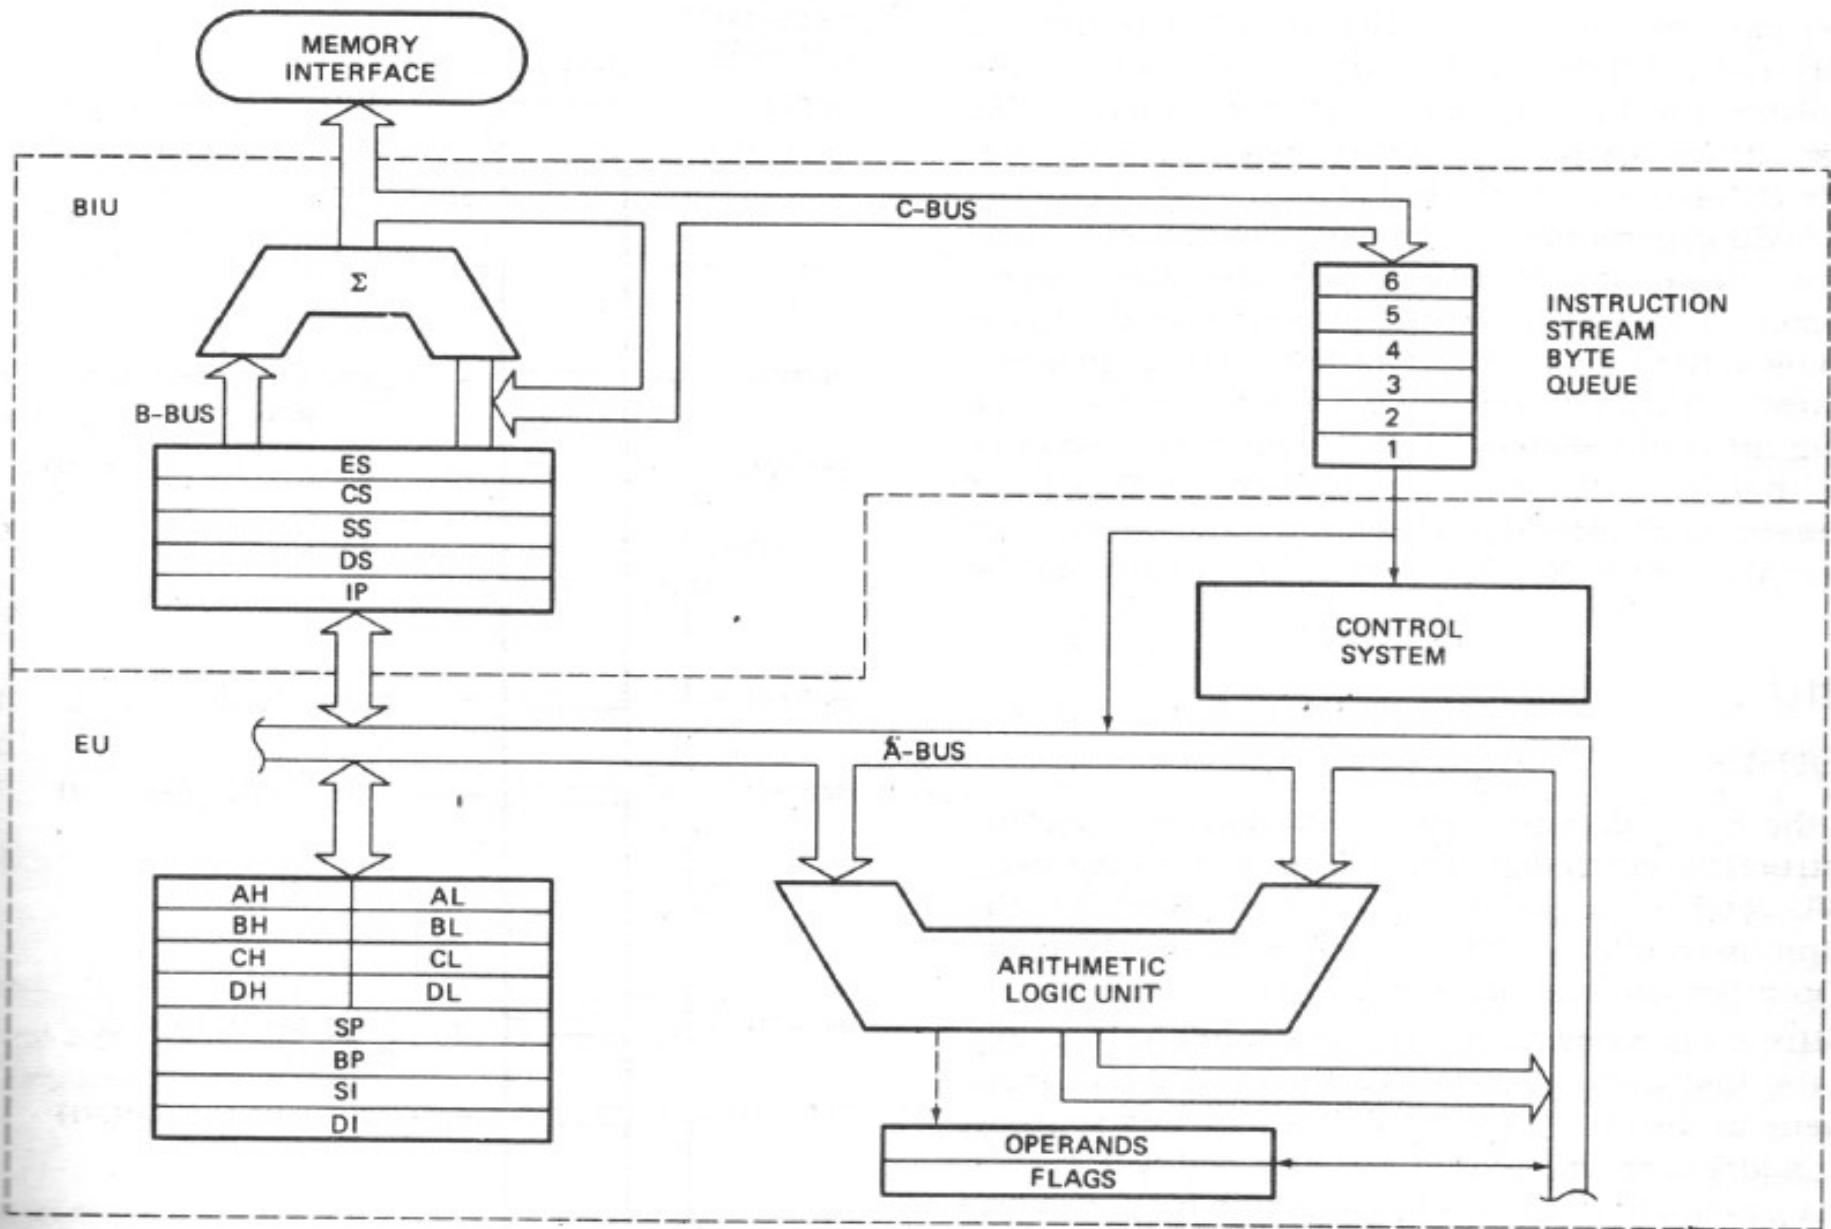 MEMORY
INTERFACE
BIU
C-BUS
Σ
6
5
4
3
2
1
INSTRUCTION
STREAM
BYTE
QUEUE
B-BUS
ES
CS
SS
DS
IP
CONTROL
SYSTEM
EU
A-BUS
AH AL
BH BL
CH CL
DH DL
SP
BP
SI
DI
ARITHMETIC
LOGIC UNIT
OPERANDS
FLAGS